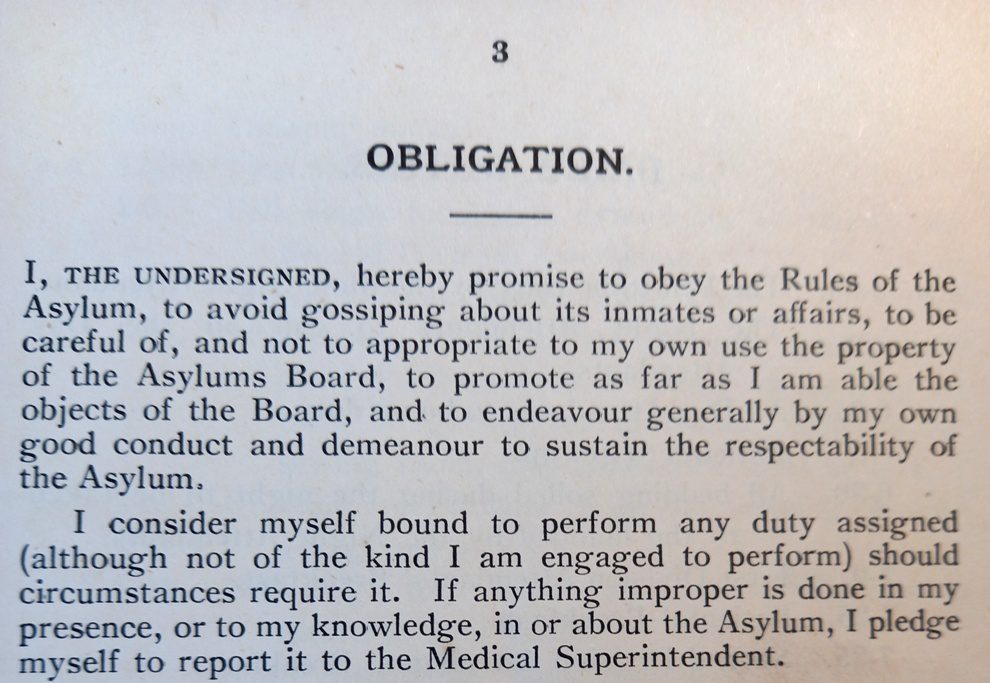 3
OBLIGATION.
I, THE UNDERSIGNED, hereby promise to obey the Rules of the
Asylum, to avoid gossiping about its inmates or affairs, to be
careful of, and not to appropriate to my own use the property
of the Asylums Board, to promote as far as I am able the
objects of the Board, and to endeavour generally by my own
good conduct and demeanour to sustain the respectability of
the Asylum.
I consider myself bound to perform any duty assigned
(although not of the kind I am engaged to perform) should
circumstances require it. If anything improper is done in my
presence, or to my knowledge, in or about the Asylum, I pledge
myself to report it to the Medical Superintendent.